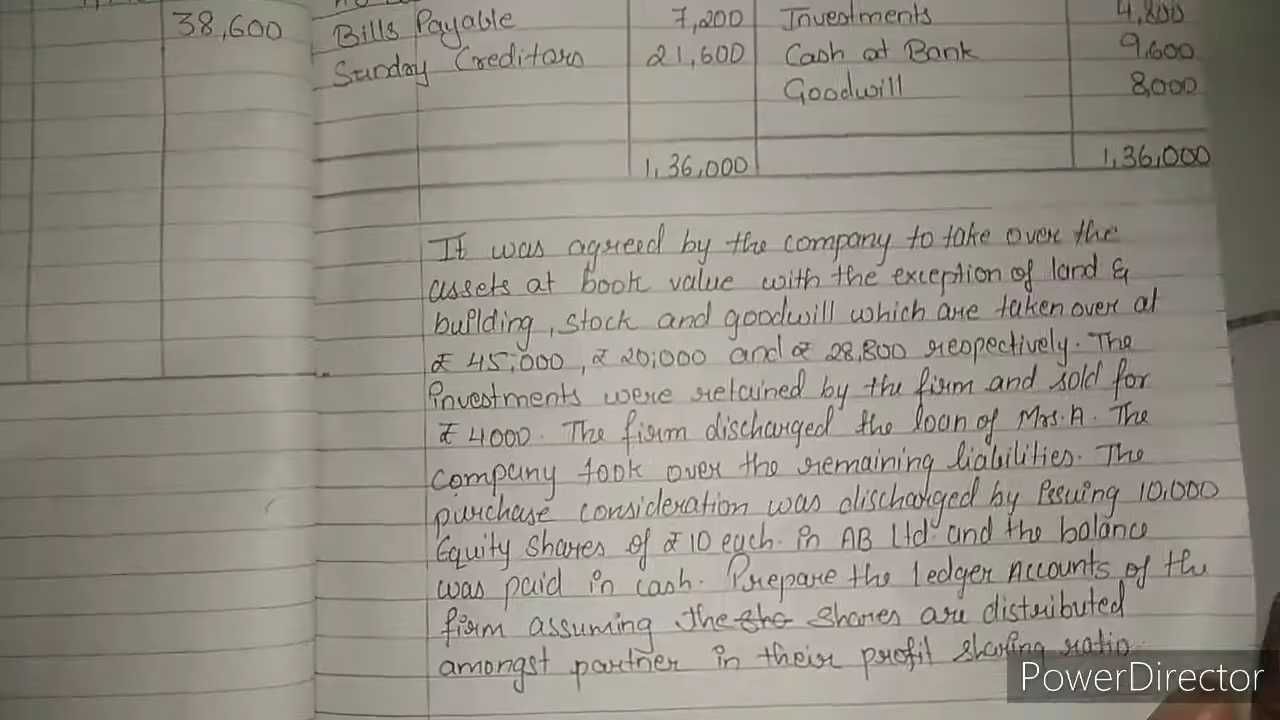 38,600
Bills Payable 7,200 Investments 4,800
Sunday Creditors 21,600 Cash at Bank 9,600
Goodwill 8,000
1,36,000 1,36,000
It was agreed by the company to take over the
assets at book value with the exception of land &
building, stock and goodwill which are taken over at
₹ 45,000, ₹ 20,000 and ₹ 28,800 respectively. The
investments were retained by the firm and sold for
₹ 4000. The firm discharged the loan of Mrs. A. The
company took over the remaining liabilities. The
purchase consideration was discharged by issuing 10,000
Equity Shares of ₹ 10 each in AB Ltd. and the balance
was paid in cash. Prepare the ledger Accounts of the
firm assuming the shares are distributed
amongst partner in their profit sharing ratio.
PowerDirector